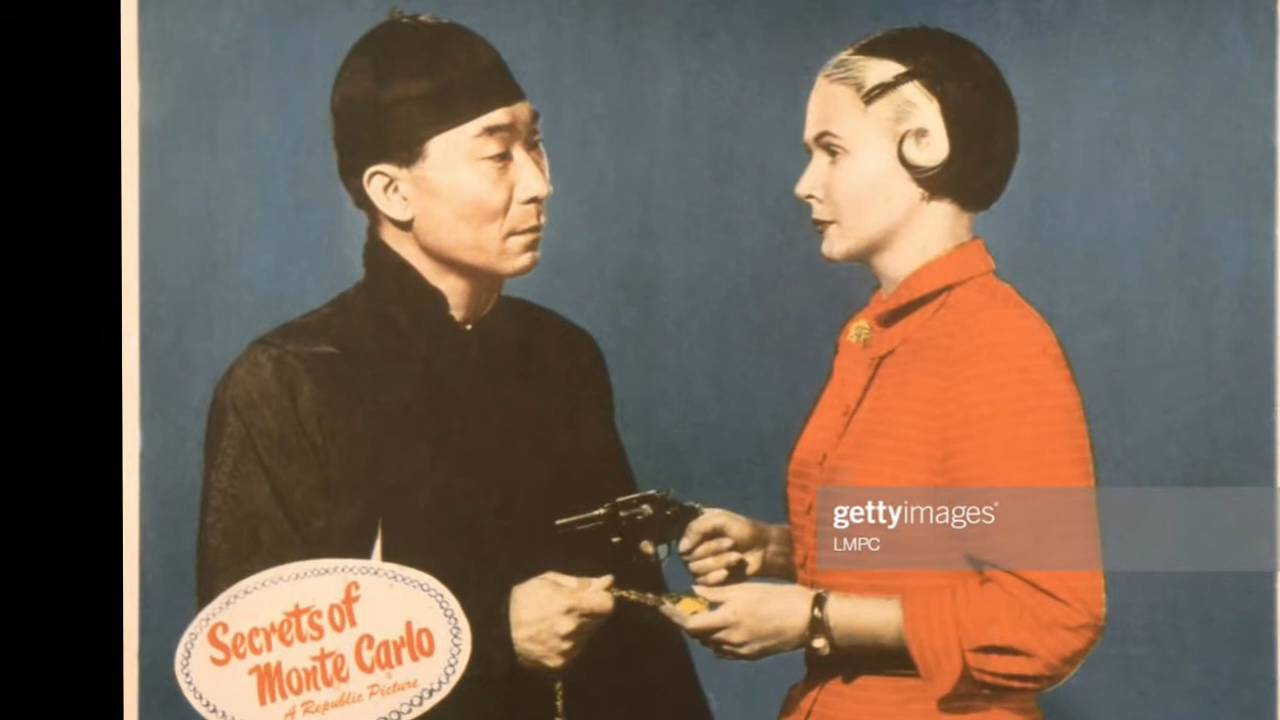 gettyimages®
LMPC
Secrets of
Monte Carlo
A Republic Picture